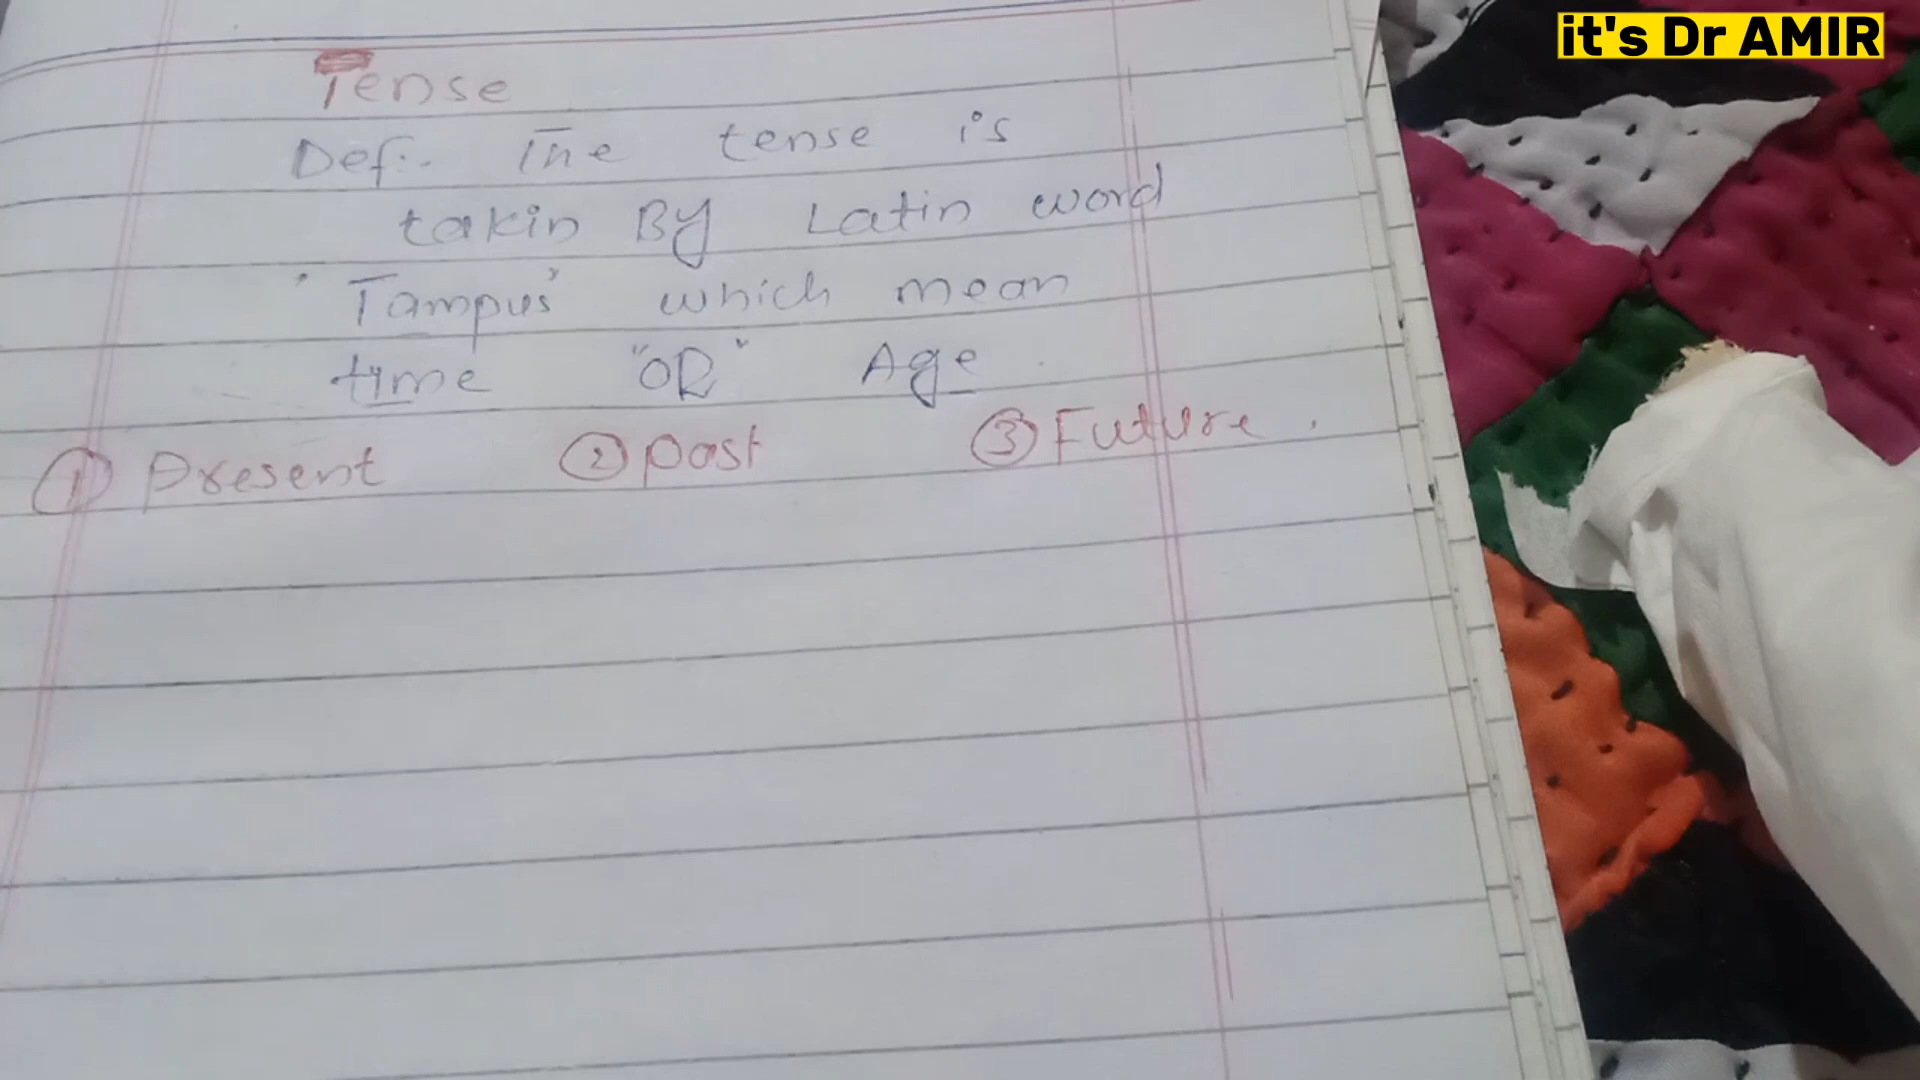 it's Dr AMIR
Tense
Def:- The tense is
takin By Latin word
'Tampus' which mean
time "OR" Age.
① Present ② past ③ Future.